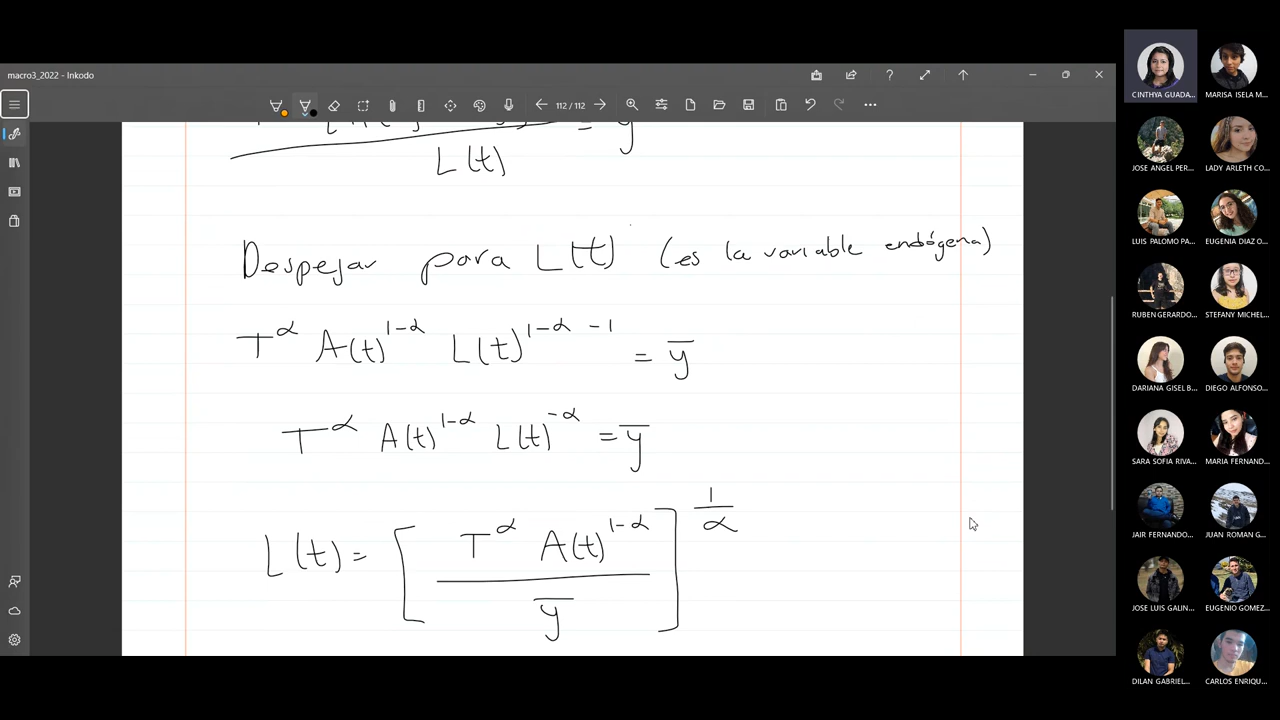 macro3_2022 - Inkodo
112 / 112
L(t)
= y
Despejar para L(t) (es la variable endógena)
T^α A(t)^{1-α} L(t)^{1-α -1} = ȳ
T^α A(t)^{1-α} L(t)^{-α} = ȳ
L(t) = [ T^α A(t)^{1-α} / ȳ ]^{1/α}
CINTHYA GUADA...
MARISA ISELA M...
JOSE ANGEL PER...
LADY ARLETH CO...
LUIS PALOMO PA...
EUGENIA DIAZ O...
RUBEN GERARDO...
STEFANY MICHEL...
DARIANA GISEL B...
DIEGO ALFONSO...
SARA SOFIA RIVA...
MARIA FERNAND...
JAIR FERNANDO...
JUAN ROMAN G...
JOSE LUIS GALIN...
EUGENIO GOMEZ...
DILAN GABRIEL...
CARLOS ENRIQU...